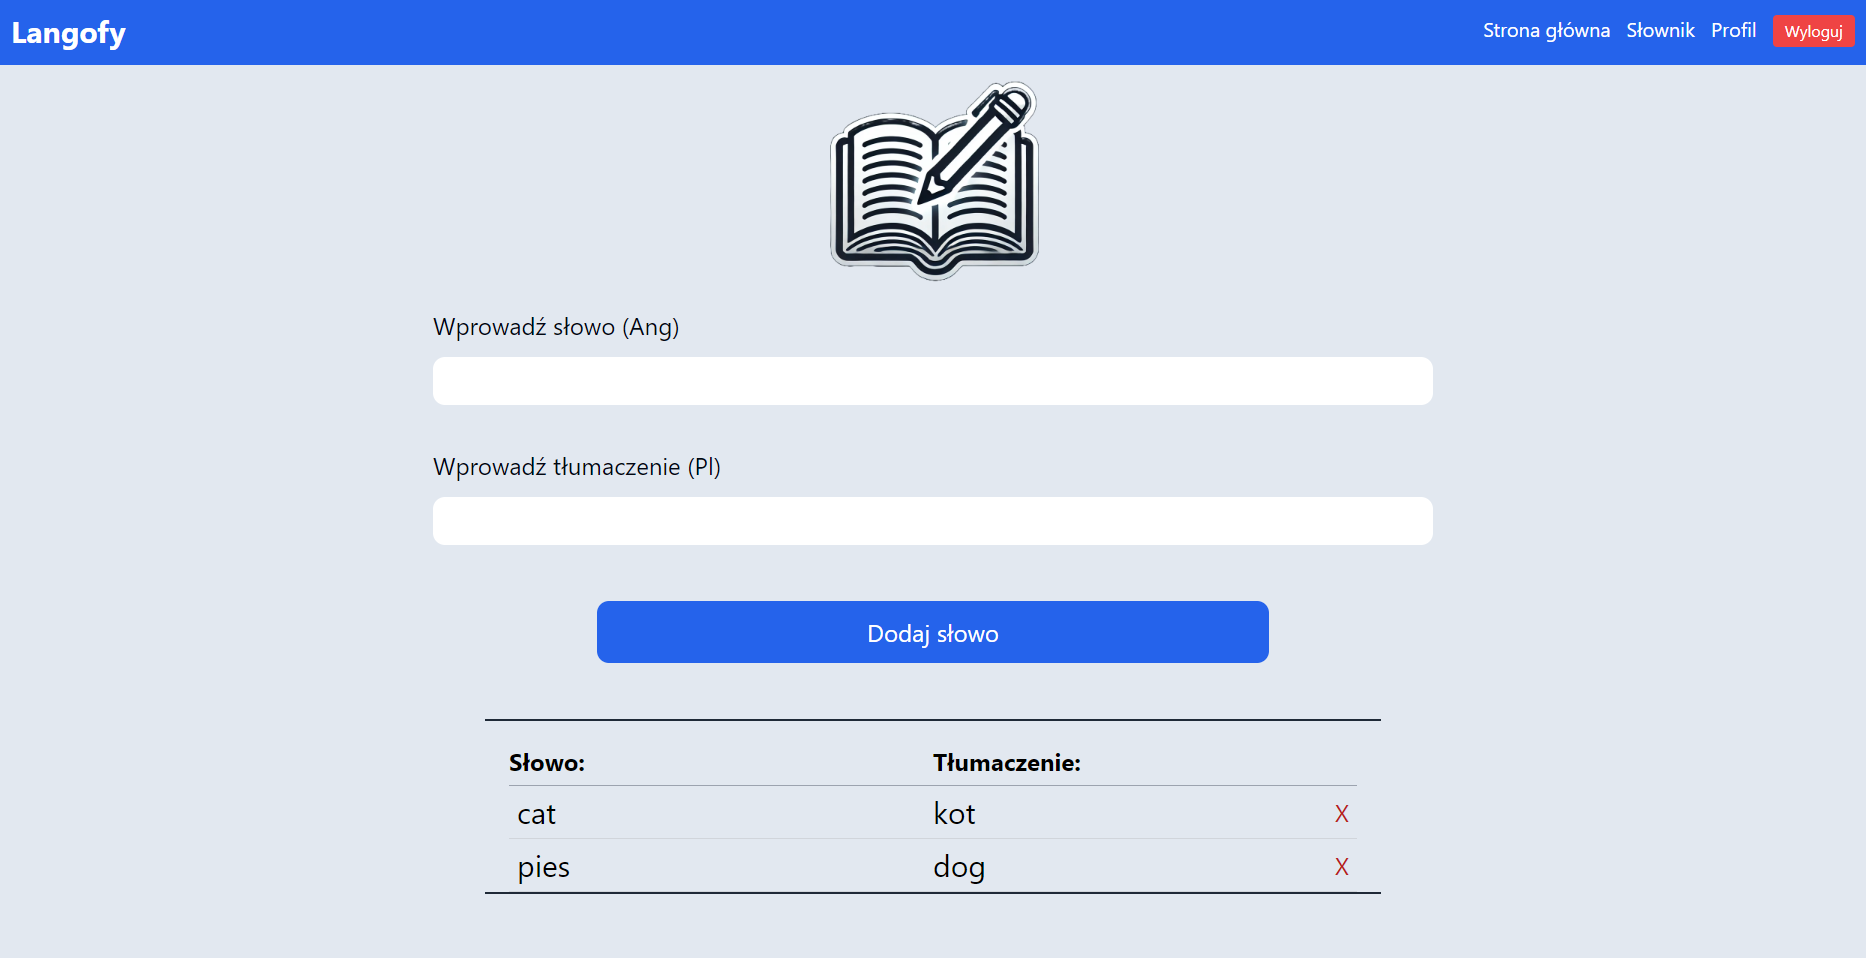 Langofy
Strona główna Słownik Profil Wyloguj
Wprowadź słowo (Ang)
Wprowadź tłumaczenie (Pl)
Dodaj słowo
Słowo: Tłumaczenie:
cat kot X
pies dog X